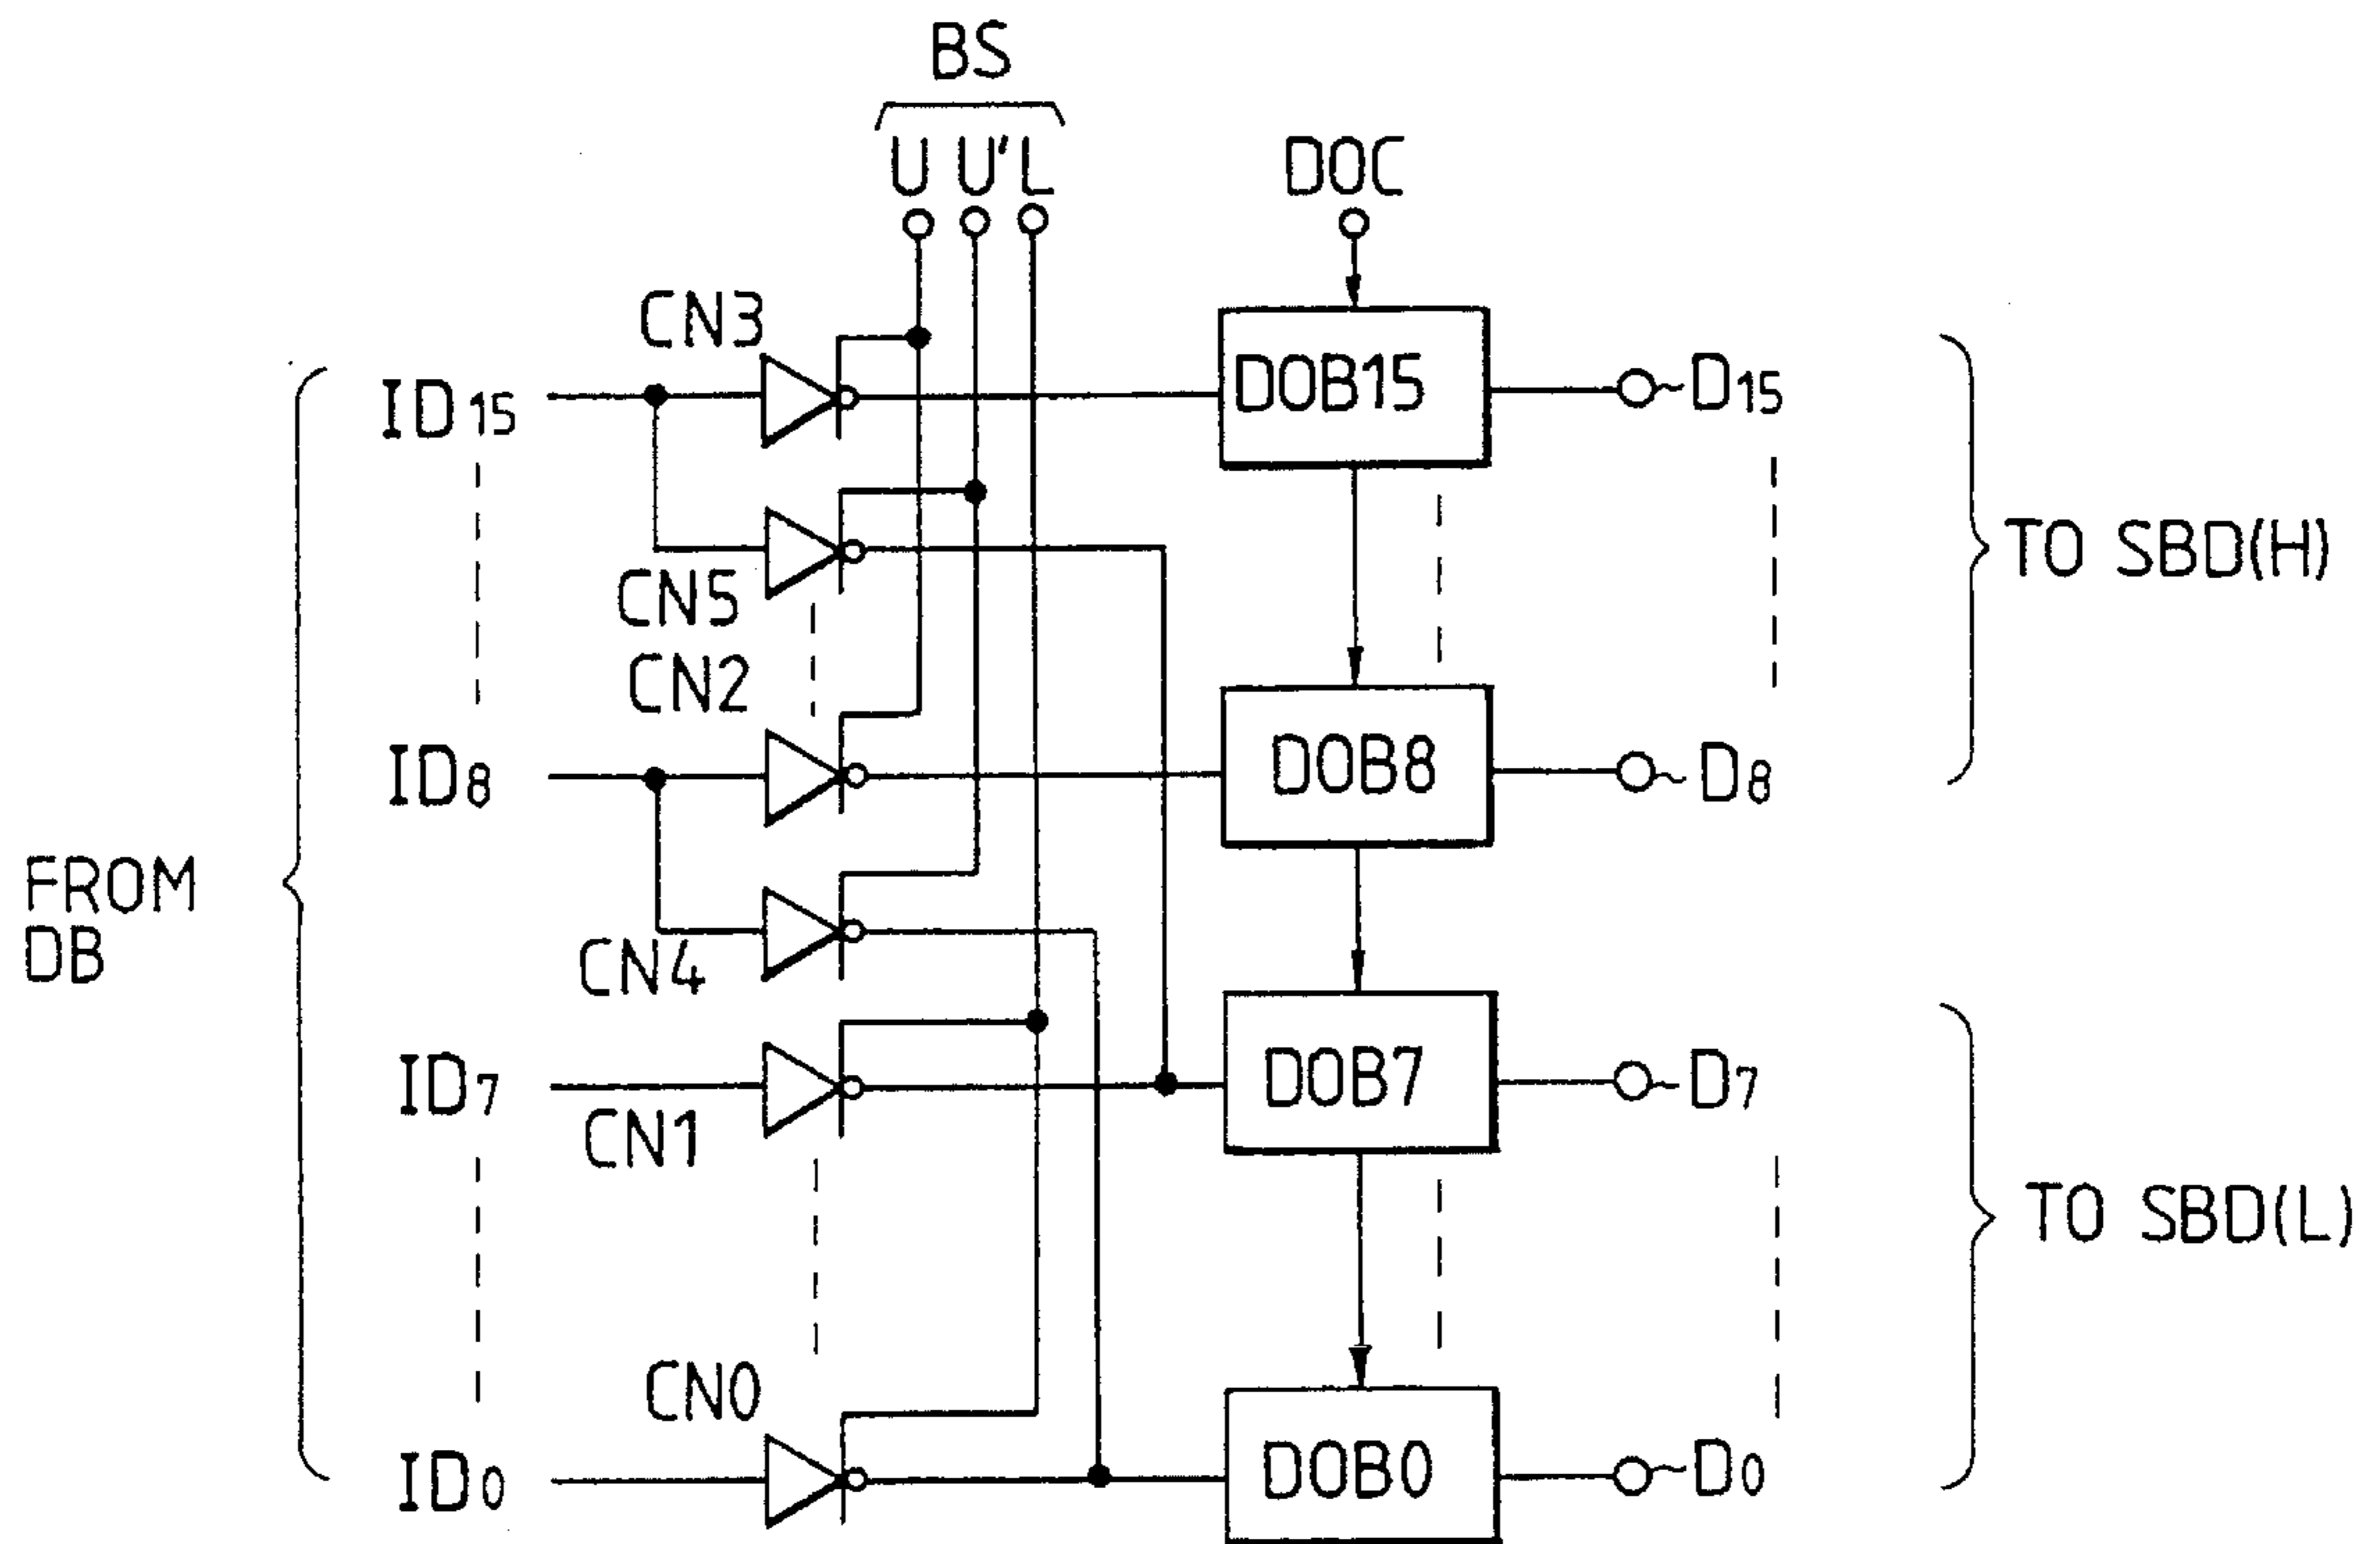 BS
U U' L
DOC
CN3
ID15
DOB15
D15
CN5
TO SBD(H)
CN2
ID8
DOB8
D8
FROM
DB
CN4
ID7
CN1
DOB7
D7
TO SBD(L)
CN0
ID0
DOB0
D0